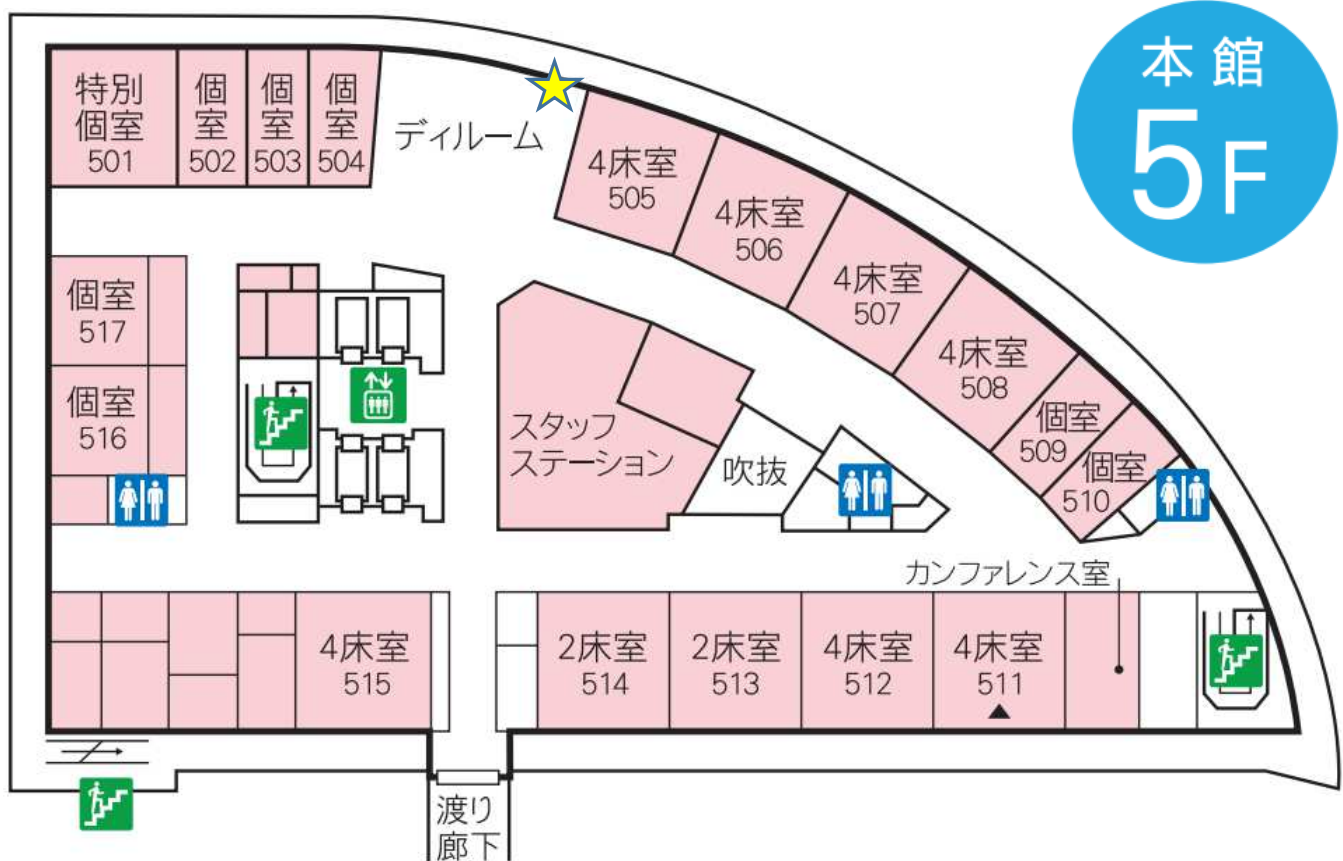 本館
5F
特別
個室
501
個室
502
個室
503
個室
504
ディルーム
4床室
505
4床室
506
4床室
507
4床室
508
個室
509
個室
510
個室
517
個室
516
スタッフ
ステーション
吹抜
カンファレンス室
4床室
515
2床室
514
2床室
513
4床室
512
4床室
511
渡り
廊下